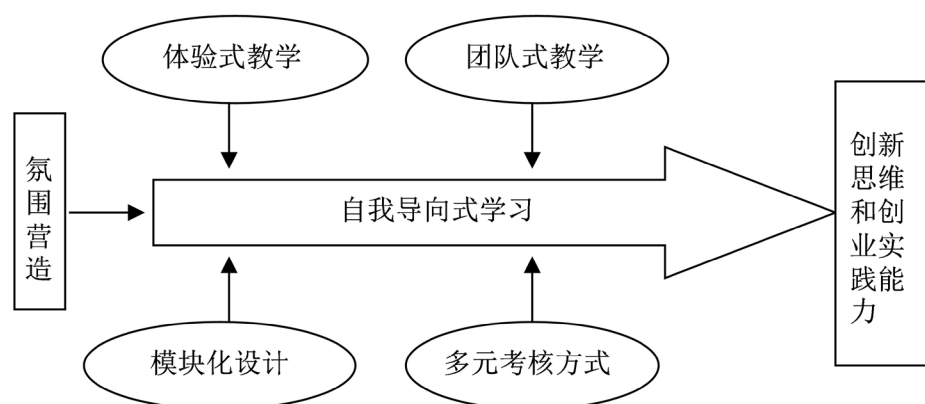 体验式教学
团队式教学
氛
围
营
造
自我导向式学习
创新
思维
和创
业实
践能
力
模块化设计
多元考核方式